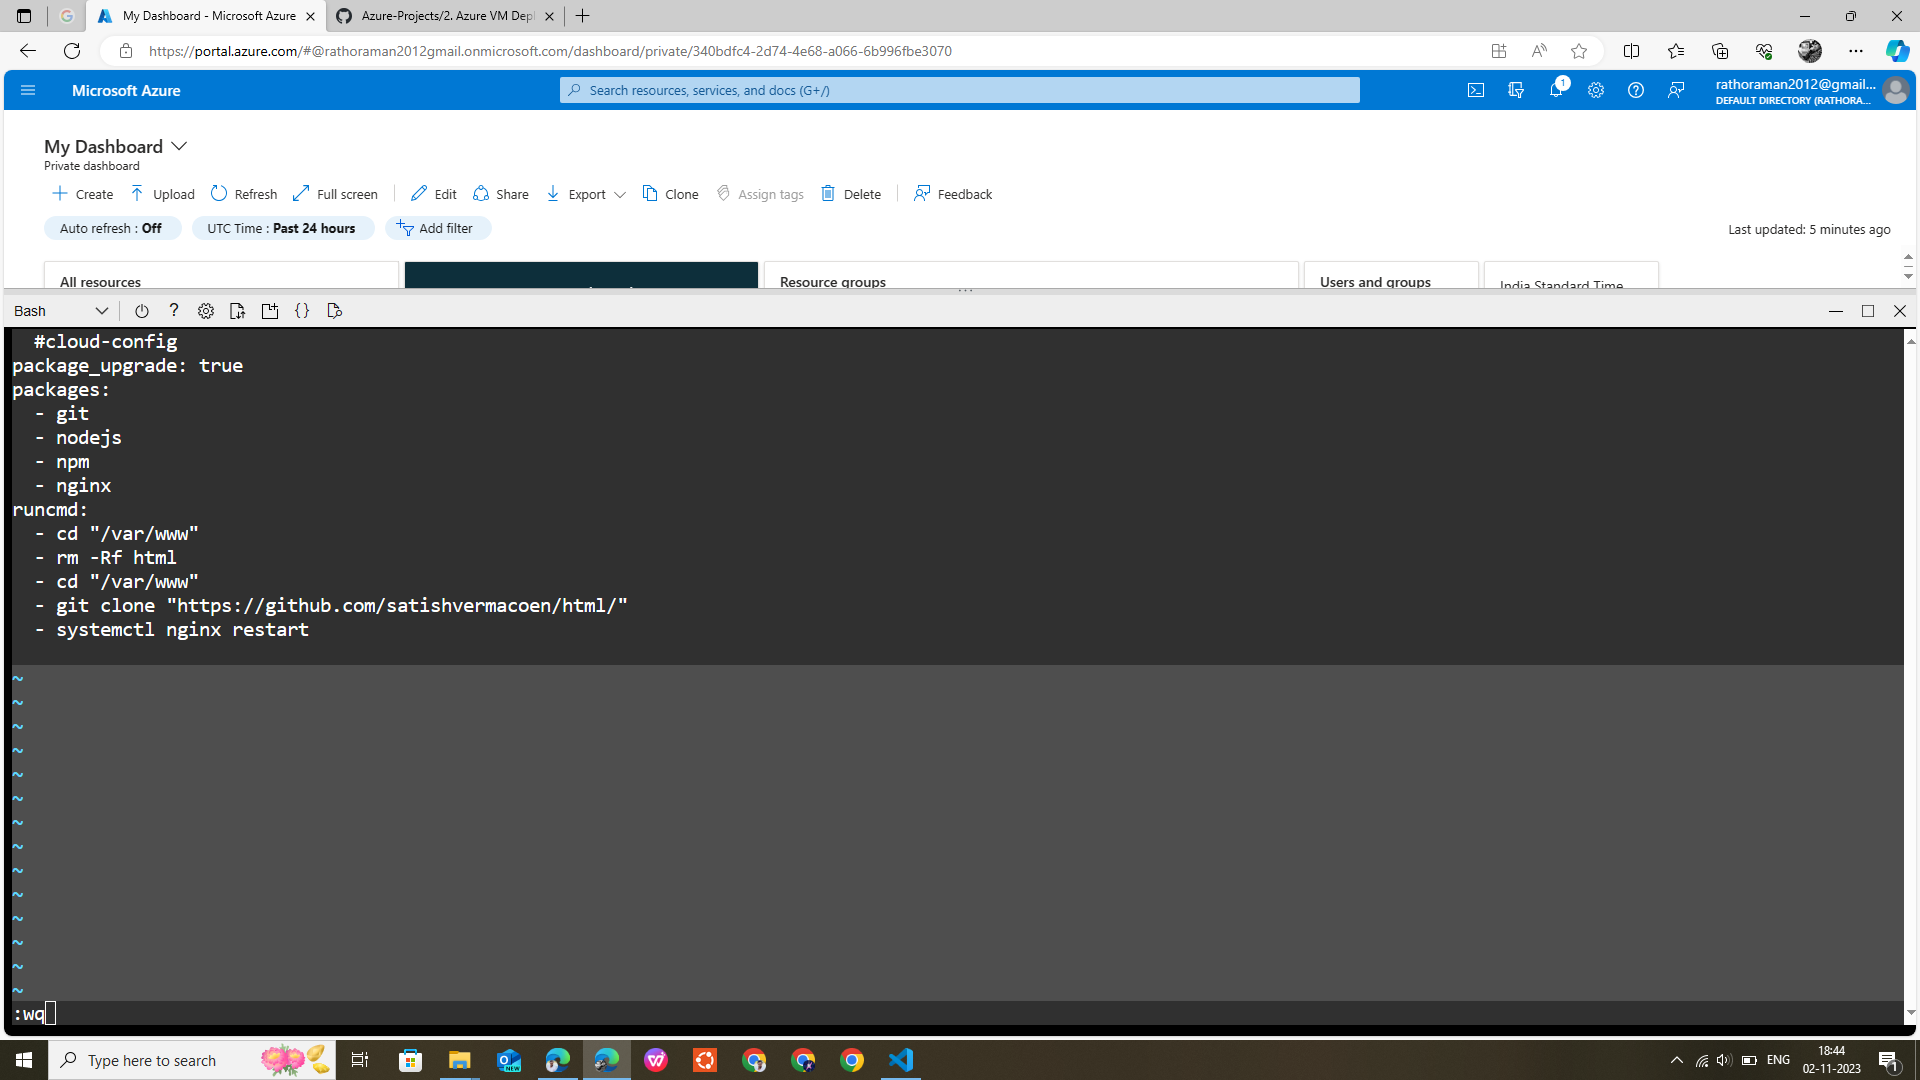 My Dashboard - Microsoft Azure
Azure-Projects/2. Azure VM Depl
https://portal.azure.com/#@rathoraman2012gmail.onmicrosoft.com/dashboard/private/340bdfc4-2d74-4e68-a066-6b996fbe3070
Microsoft Azure
Search resources, services, and docs (G+/)
1
rathoraman2012@gmail...
DEFAULT DIRECTORY (RATHORA...
My Dashboard
Private dashboard
Create Upload Refresh Full screen Edit Share Export Clone Assign tags Delete Feedback
Auto refresh : Off UTC Time : Past 24 hours Add filter
Last updated: 5 minutes ago
All resources Resource groups Users and groups India Standard Time
Bash
#cloud-config
package_upgrade: true
packages:
- git
- nodejs
- npm
- nginx
runcmd:
- cd "/var/www"
- rm -Rf html
- cd "/var/www"
- git clone "https://github.com/satishvermacoen/html/"
- systemctl nginx restart
~
~
~
~
~
~
~
~
~
~
~
~
~
~
:wq
Type here to search
NEW
ENG
18:44
02-11-2023
1